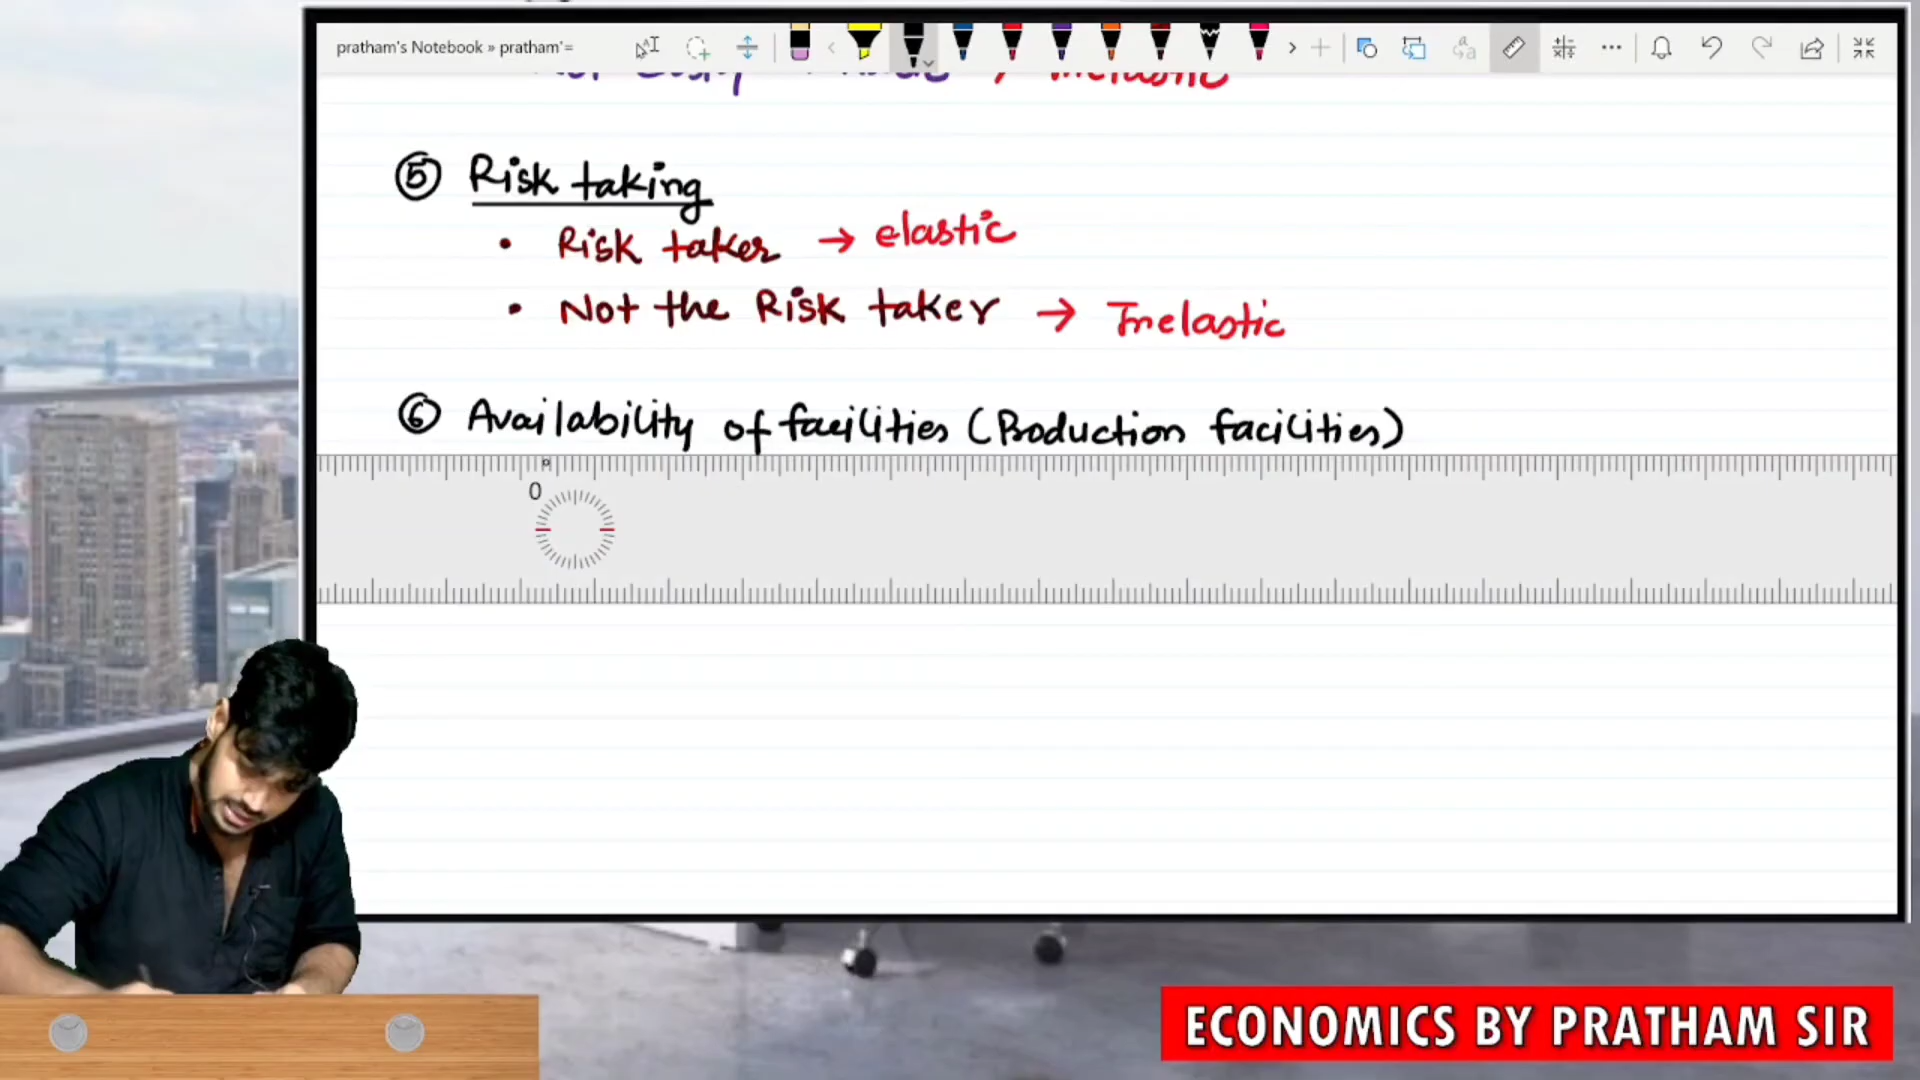 pratham's Notebook » pratham'=
Inelastic
⑤ Risk taking
• Risk taker → elastic
• Not the Risk taker → Inelastic
⑥ Availability of facilities (Production facilities)
0
ECONOMICS BY PRATHAM SIR